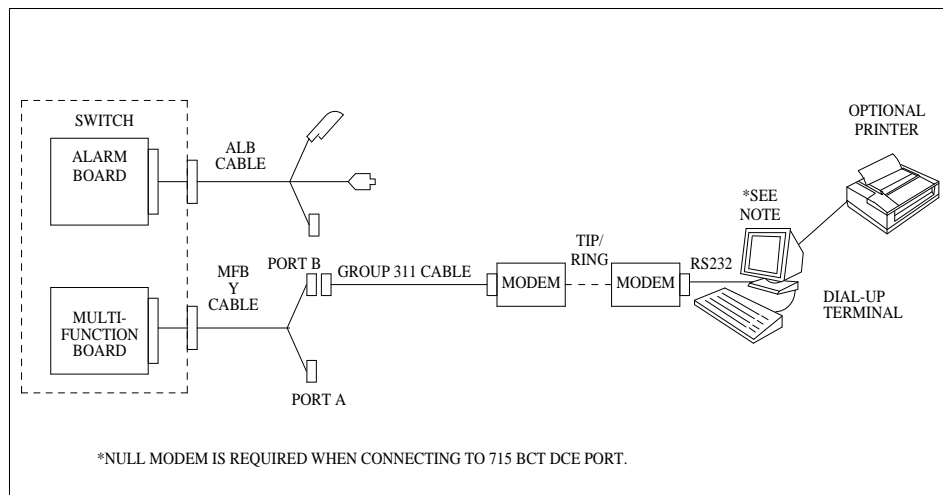 SWITCH
ALARM
BOARD
ALB
CABLE
OPTIONAL
PRINTER
*SEE
NOTE
MULTI-
FUNCTION
BOARD
MFB
Y
CABLE
PORT B
PORT A
GROUP 311 CABLE
MODEM
TIP/
RING
MODEM
RS232
DIAL-UP
TERMINAL
*NULL MODEM IS REQUIRED WHEN CONNECTING TO 715 BCT DCE PORT.